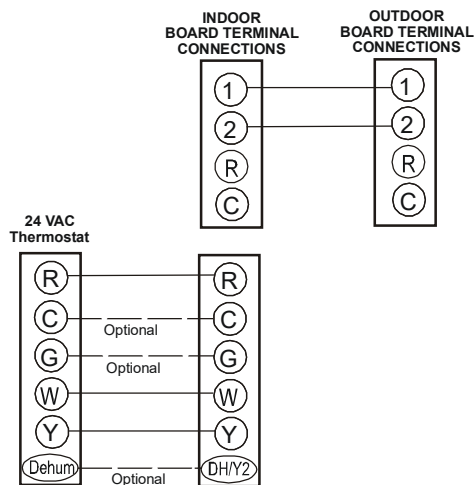 INDOOR
BOARD TERMINAL
CONNECTIONS
OUTDOOR
BOARD TERMINAL
CONNECTIONS
1 1
2 2
R R
C C
24 VAC
Thermostat
R R
C Optional C
G Optional G
W W
Y Y
Dehum Optional DH/Y2